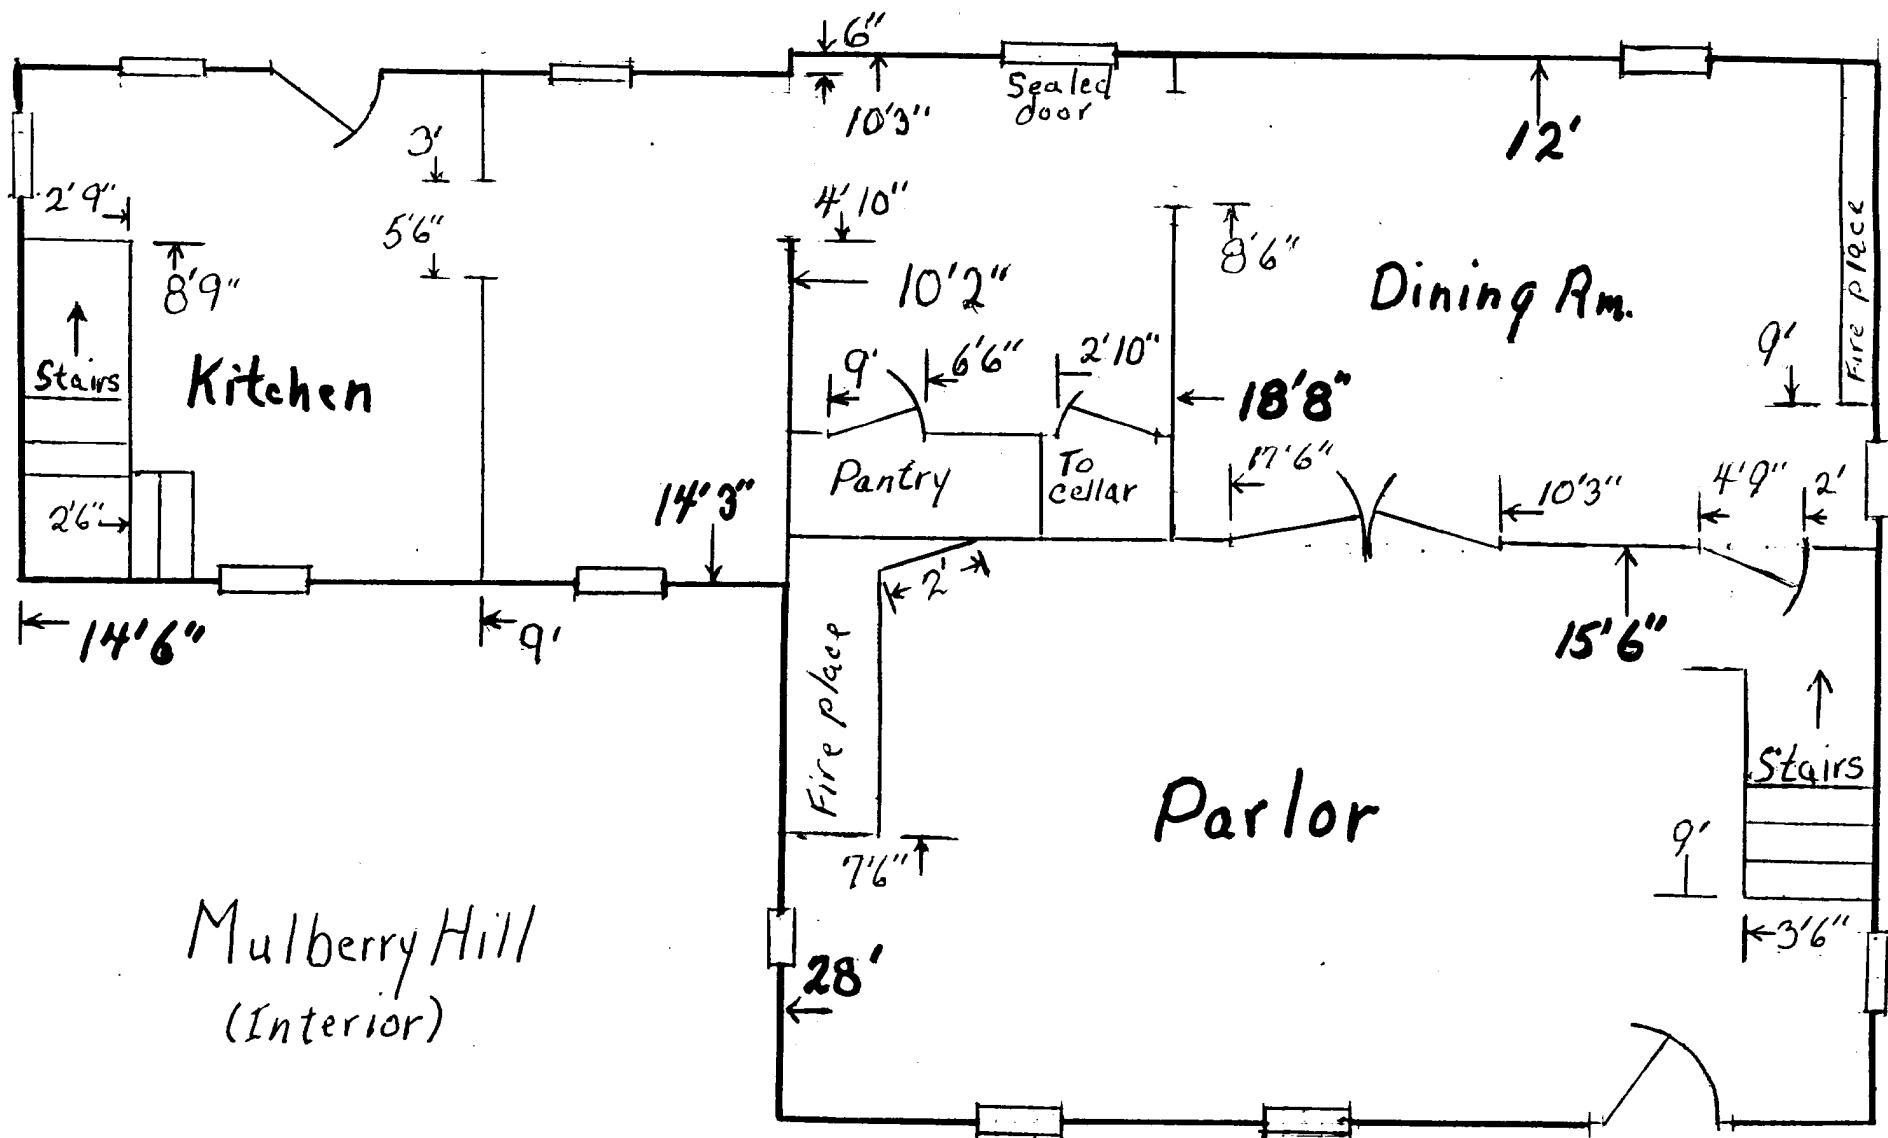 6"
10'3"
Sealed
door
12'
3'
2'9"
5'6"
4'10"
8'6"
8'9"
10'2"
Dining Rm.
Fire place
9'
Stairs
Kitchen
9'
6'6"
2'10"
18'8"
Pantry
To
cellar
17'6"
10'3"
4'9"
2'
2'6"
14'3"
2'
14'6"
9'
15'6"
Fire place
Stairs
Parlor
9'
7'6"
3'6"
28'
Mulberry Hill
(Interior)